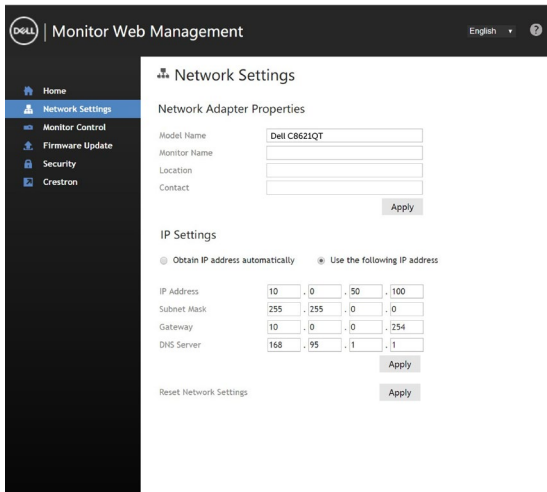 DELL | Monitor Web Management
English
?
Home
Network Settings
Monitor Control
Firmware Update
Security
Crestron
Network Settings
Network Adapter Properties
Model Name Dell C8621QT
Monitor Name
Location
Contact
Apply
IP Settings
Obtain IP address automatically Use the following IP address
IP Address 10 . 0 . 50 . 100
Subnet Mask 255 . 255 . 0 . 0
Gateway 10 . 0 . 0 . 254
DNS Server 168 . 95 . 1 . 1
Apply
Reset Network Settings Apply